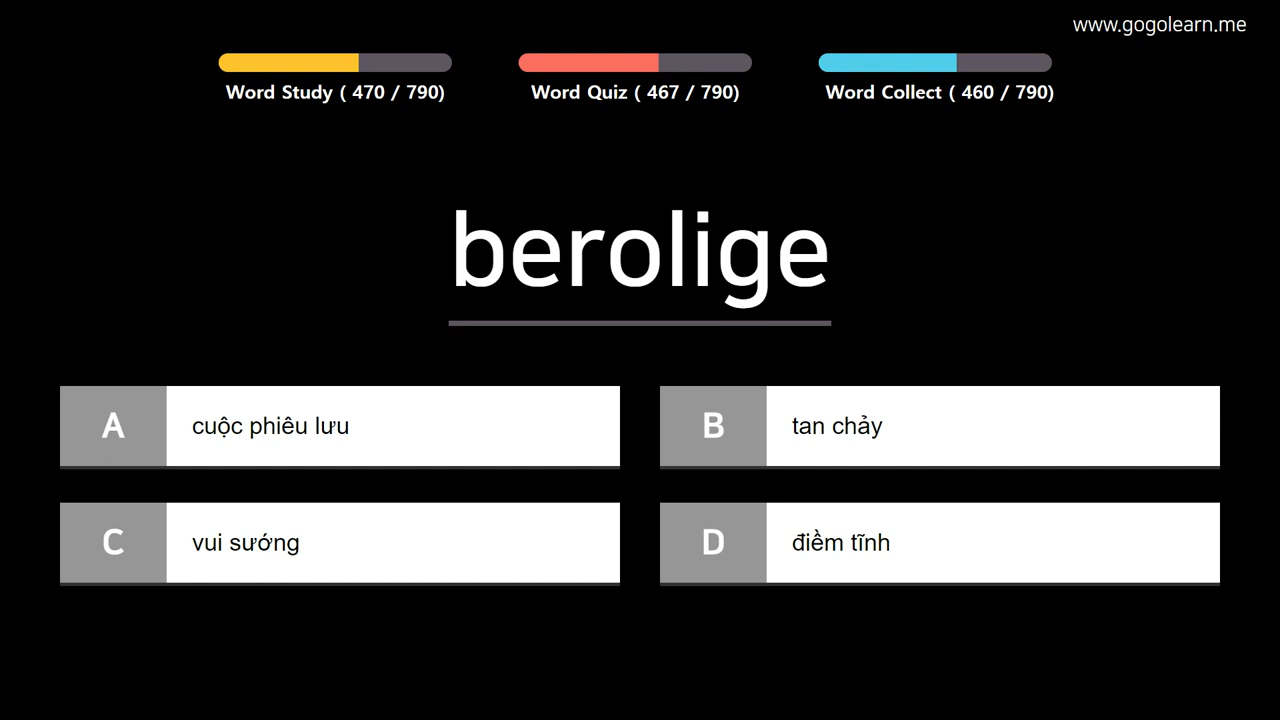 www.gogolearn.me
Word Study ( 470 / 790)
Word Quiz ( 467 / 790)
Word Collect ( 460 / 790)
berolige
A cuộc phiêu lưu
B tan chảy
C vui sướng
D điềm tĩnh